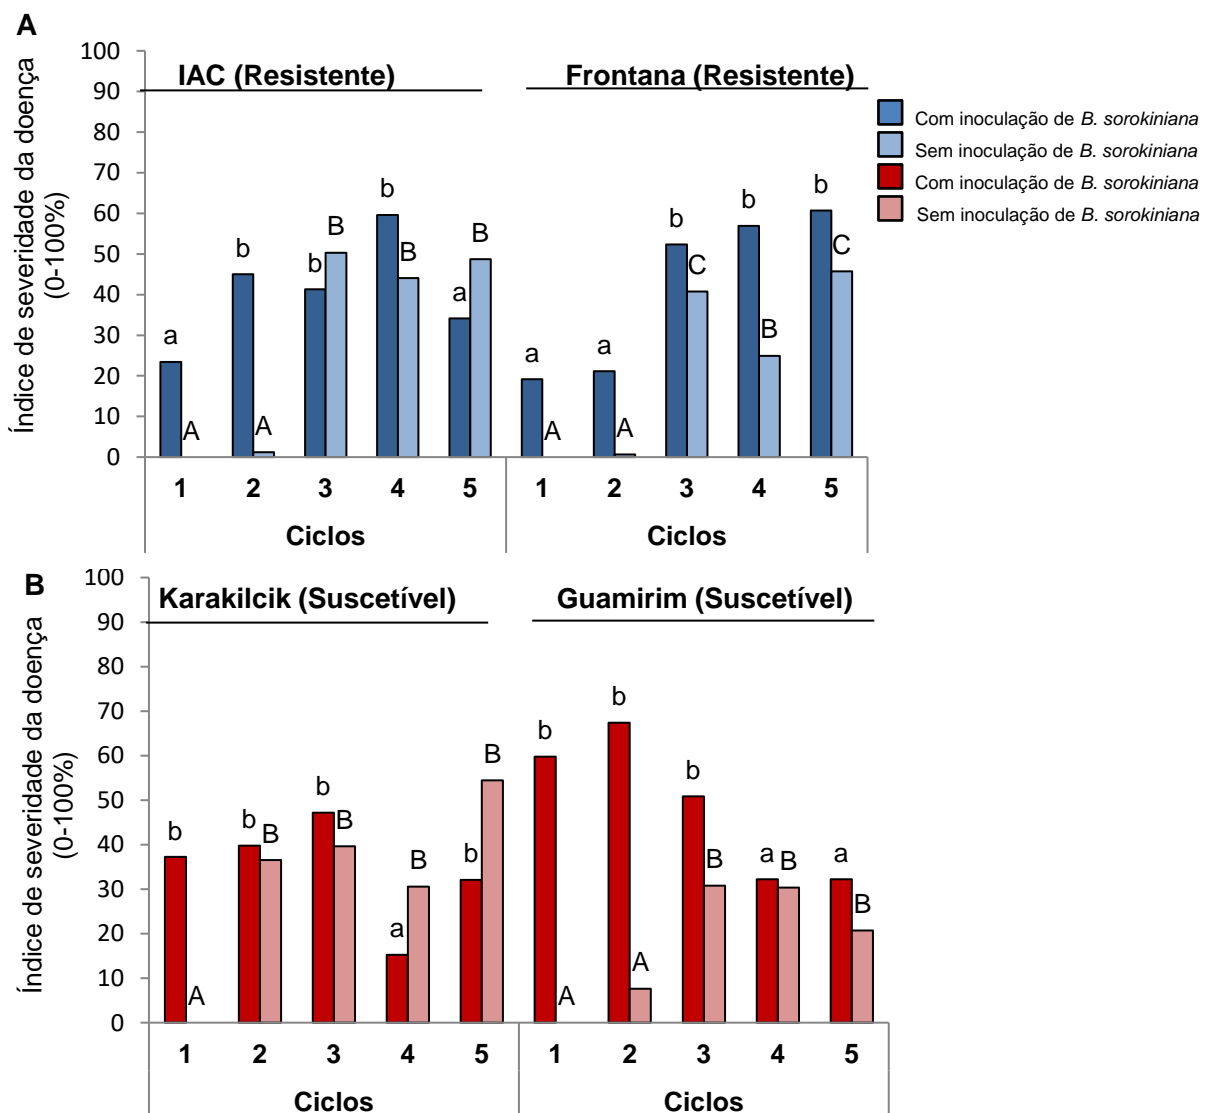 A
100
90
80
70
60
50
40
30
20
10
0
Índice de severidade da doença
(0-100%)
IAC (Resistente)
Frontana (Resistente)
a
A
b
A
b
B
b
B
a
B
a
A
a
A
b
C
b
B
b
C
1 2 3 4 5 1 2 3 4 5
Ciclos Ciclos
Com inoculação de B. sorokiniana
Sem inoculação de B. sorokiniana
Com inoculação de B. sorokiniana
Sem inoculação de B. sorokiniana
B
100
90
80
70
60
50
40
30
20
10
0
Índice de severidade da doença
(0-100%)
Karakilcik (Suscetível)
Guamirim (Suscetível)
b
A
b
B
b
B
a
B
b
B
b
A
b
A
b
B
a
B
a
B
1 2 3 4 5 1 2 3 4 5
Ciclos Ciclos